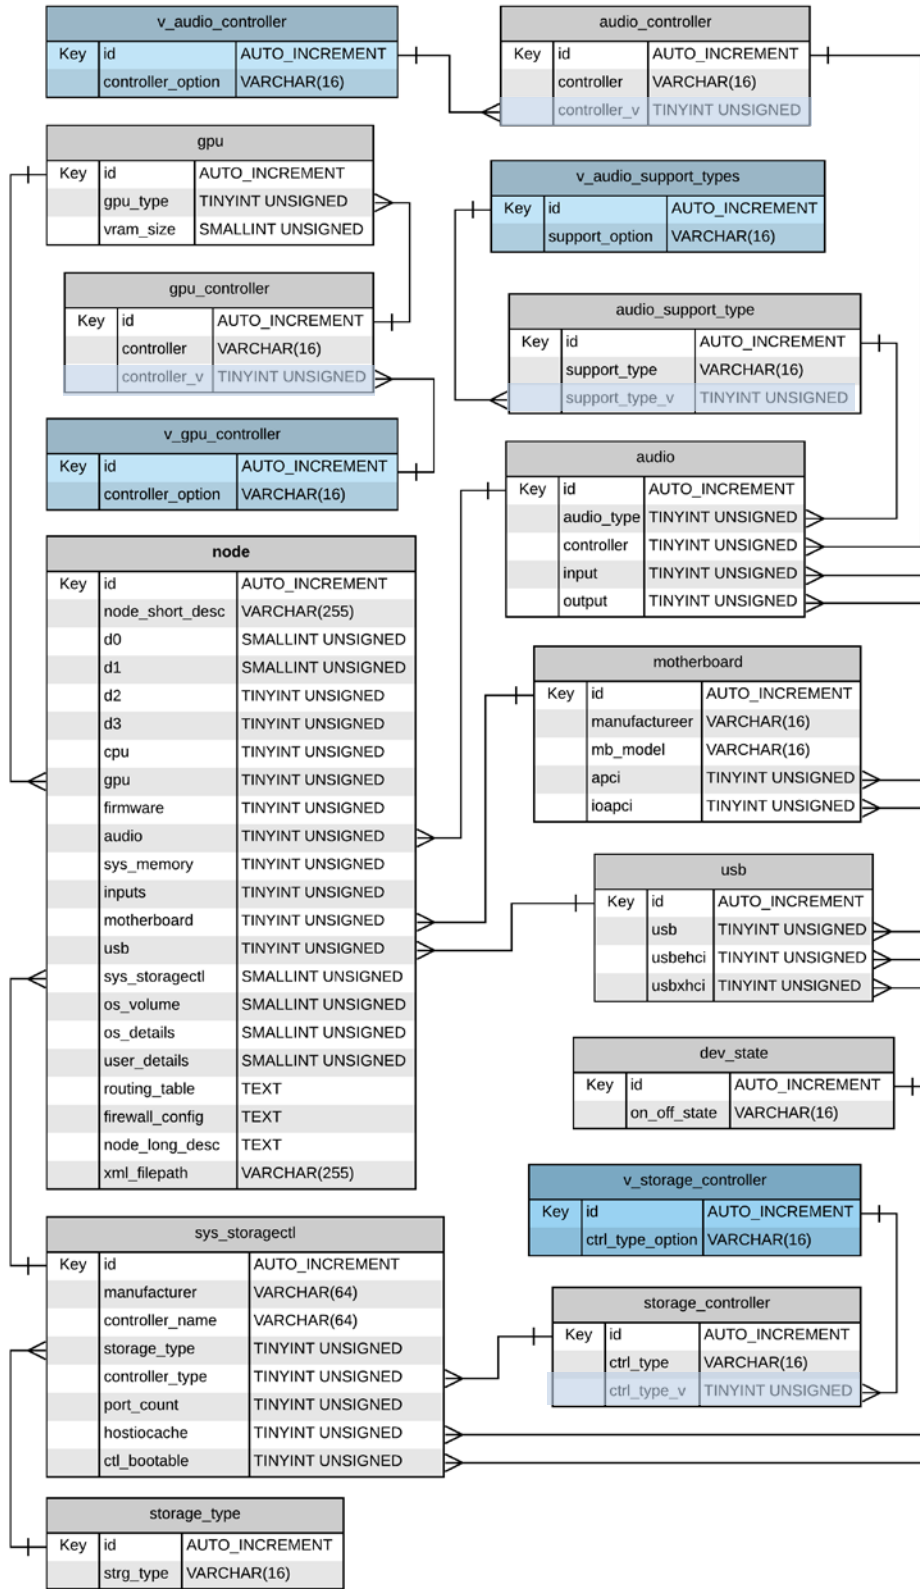 v_audio_controller
Key id AUTO_INCREMENT
controller_option VARCHAR(16)
audio_controller
Key id AUTO_INCREMENT
controller VARCHAR(16)
controller_v TINYINT UNSIGNED
gpu
Key id AUTO_INCREMENT
gpu_type TINYINT UNSIGNED
vram_size SMALLINT UNSIGNED
v_audio_support_types
Key id AUTO_INCREMENT
support_option VARCHAR(16)
gpu_controller
Key id AUTO_INCREMENT
controller VARCHAR(16)
controller_v TINYINT UNSIGNED
audio_support_type
Key id AUTO_INCREMENT
support_type VARCHAR(16)
support_type_v TINYINT UNSIGNED
v_gpu_controller
Key id AUTO_INCREMENT
controller_option VARCHAR(16)
audio
Key id AUTO_INCREMENT
audio_type TINYINT UNSIGNED
controller TINYINT UNSIGNED
input TINYINT UNSIGNED
output TINYINT UNSIGNED
node
Key id AUTO_INCREMENT
node_short_desc VARCHAR(255)
d0 SMALLINT UNSIGNED
d1 SMALLINT UNSIGNED
d2 TINYINT UNSIGNED
d3 TINYINT UNSIGNED
cpu TINYINT UNSIGNED
gpu TINYINT UNSIGNED
firmware TINYINT UNSIGNED
audio TINYINT UNSIGNED
sys_memory TINYINT UNSIGNED
inputs TINYINT UNSIGNED
motherboard TINYINT UNSIGNED
usb TINYINT UNSIGNED
sys_storagectl SMALLINT UNSIGNED
os_volume SMALLINT UNSIGNED
os_details SMALLINT UNSIGNED
user_details SMALLINT UNSIGNED
routing_table TEXT
firewall_config TEXT
node_long_desc TEXT
xml_filepath VARCHAR(255)
motherboard
Key id AUTO_INCREMENT
manufactureer VARCHAR(16)
mb_model VARCHAR(16)
apci TINYINT UNSIGNED
ioapci TINYINT UNSIGNED
usb
Key id AUTO_INCREMENT
usb TINYINT UNSIGNED
usbehci TINYINT UNSIGNED
usbxhci TINYINT UNSIGNED
dev_state
Key id AUTO_INCREMENT
on_off_state VARCHAR(16)
v_storage_controller
Key id AUTO_INCREMENT
ctrl_type_option VARCHAR(16)
sys_storagectl
Key id AUTO_INCREMENT
manufacturer VARCHAR(64)
controller_name VARCHAR(64)
storage_type TINYINT UNSIGNED
controller_type TINYINT UNSIGNED
port_count TINYINT UNSIGNED
hostiocache TINYINT UNSIGNED
ctl_bootable TINYINT UNSIGNED
storage_controller
Key id AUTO_INCREMENT
ctrl_type VARCHAR(16)
ctrl_type_v TINYINT UNSIGNED
storage_type
Key id AUTO_INCREMENT
strg_type VARCHAR(16)